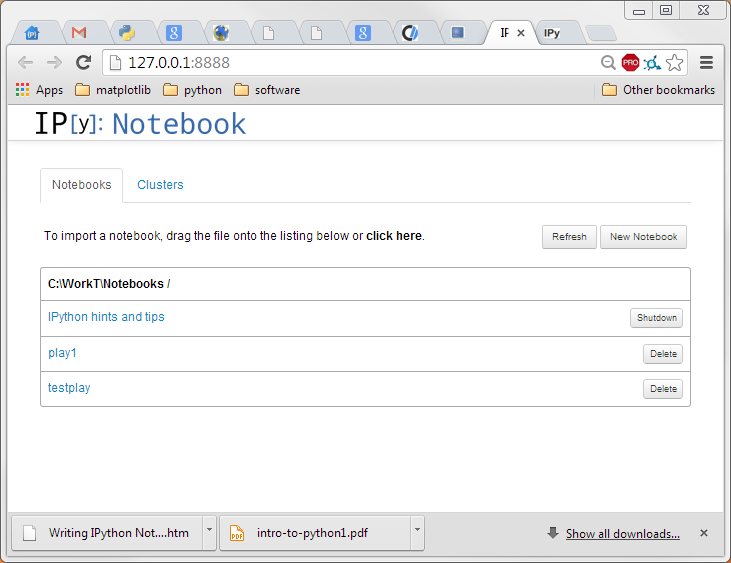 IP IPy
127.0.0.1:8888 PRO
Apps matplotlib python software Other bookmarks
IP[y]: Notebook
Notebooks Clusters
To import a notebook, drag the file onto the listing below or click here. Refresh New Notebook
C:\WorkT\Notebooks /
IPython hints and tips Shutdown
play1 Delete
testplay Delete
Writing IPython Not....htm intro-to-python1.pdf Show all downloads...